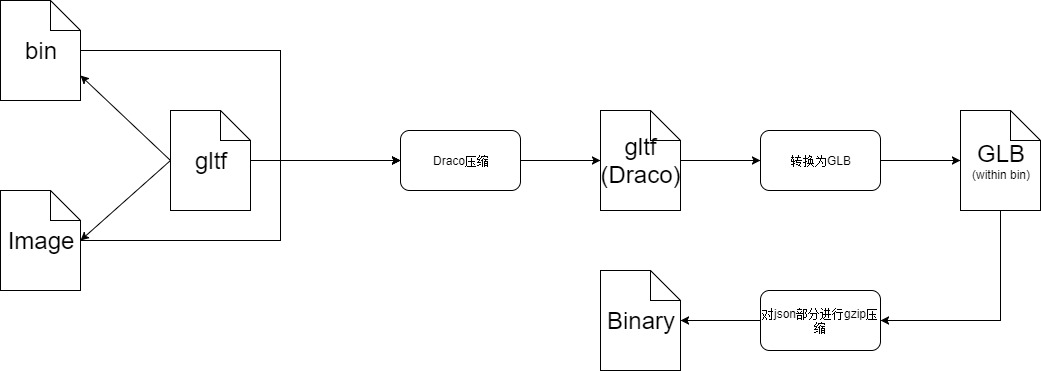 bin
gltf
Image
Draco压缩
gltf
(Draco)
转换为GLB
GLB
(within bin)
Binary
对json部分进行gzip压
缩